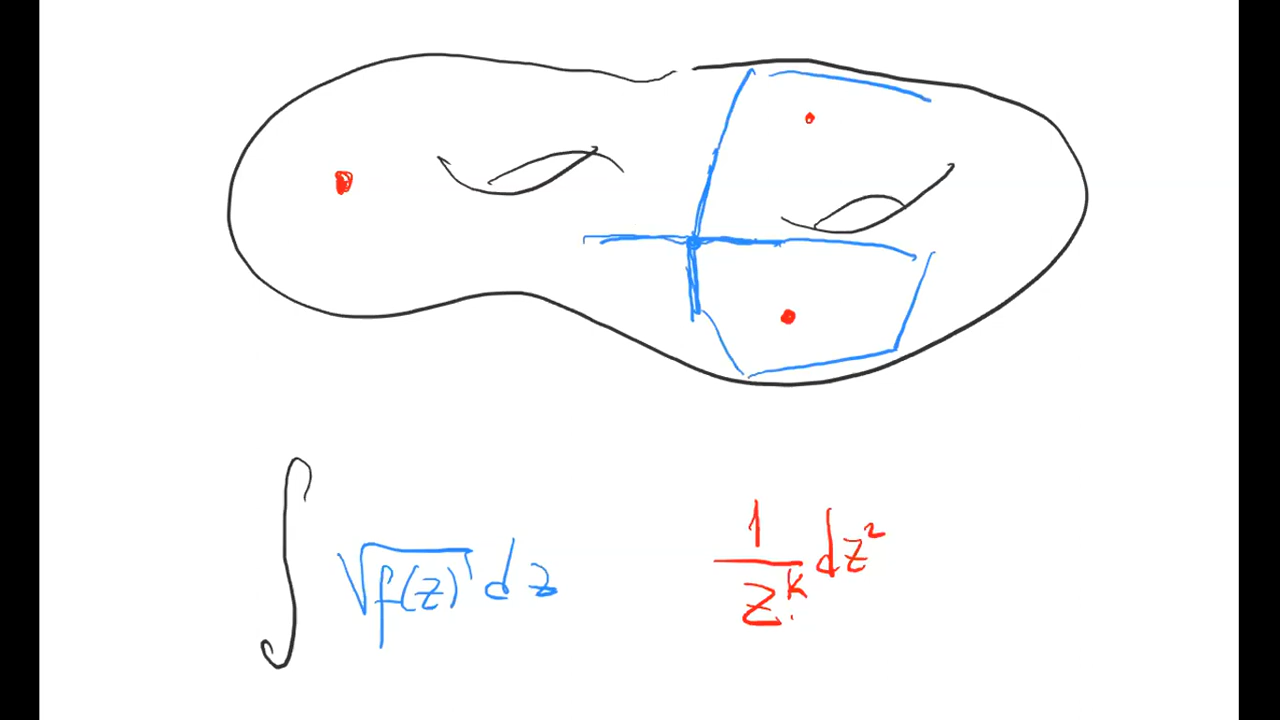 ∫ √f(z) dz
1/z^k dz²